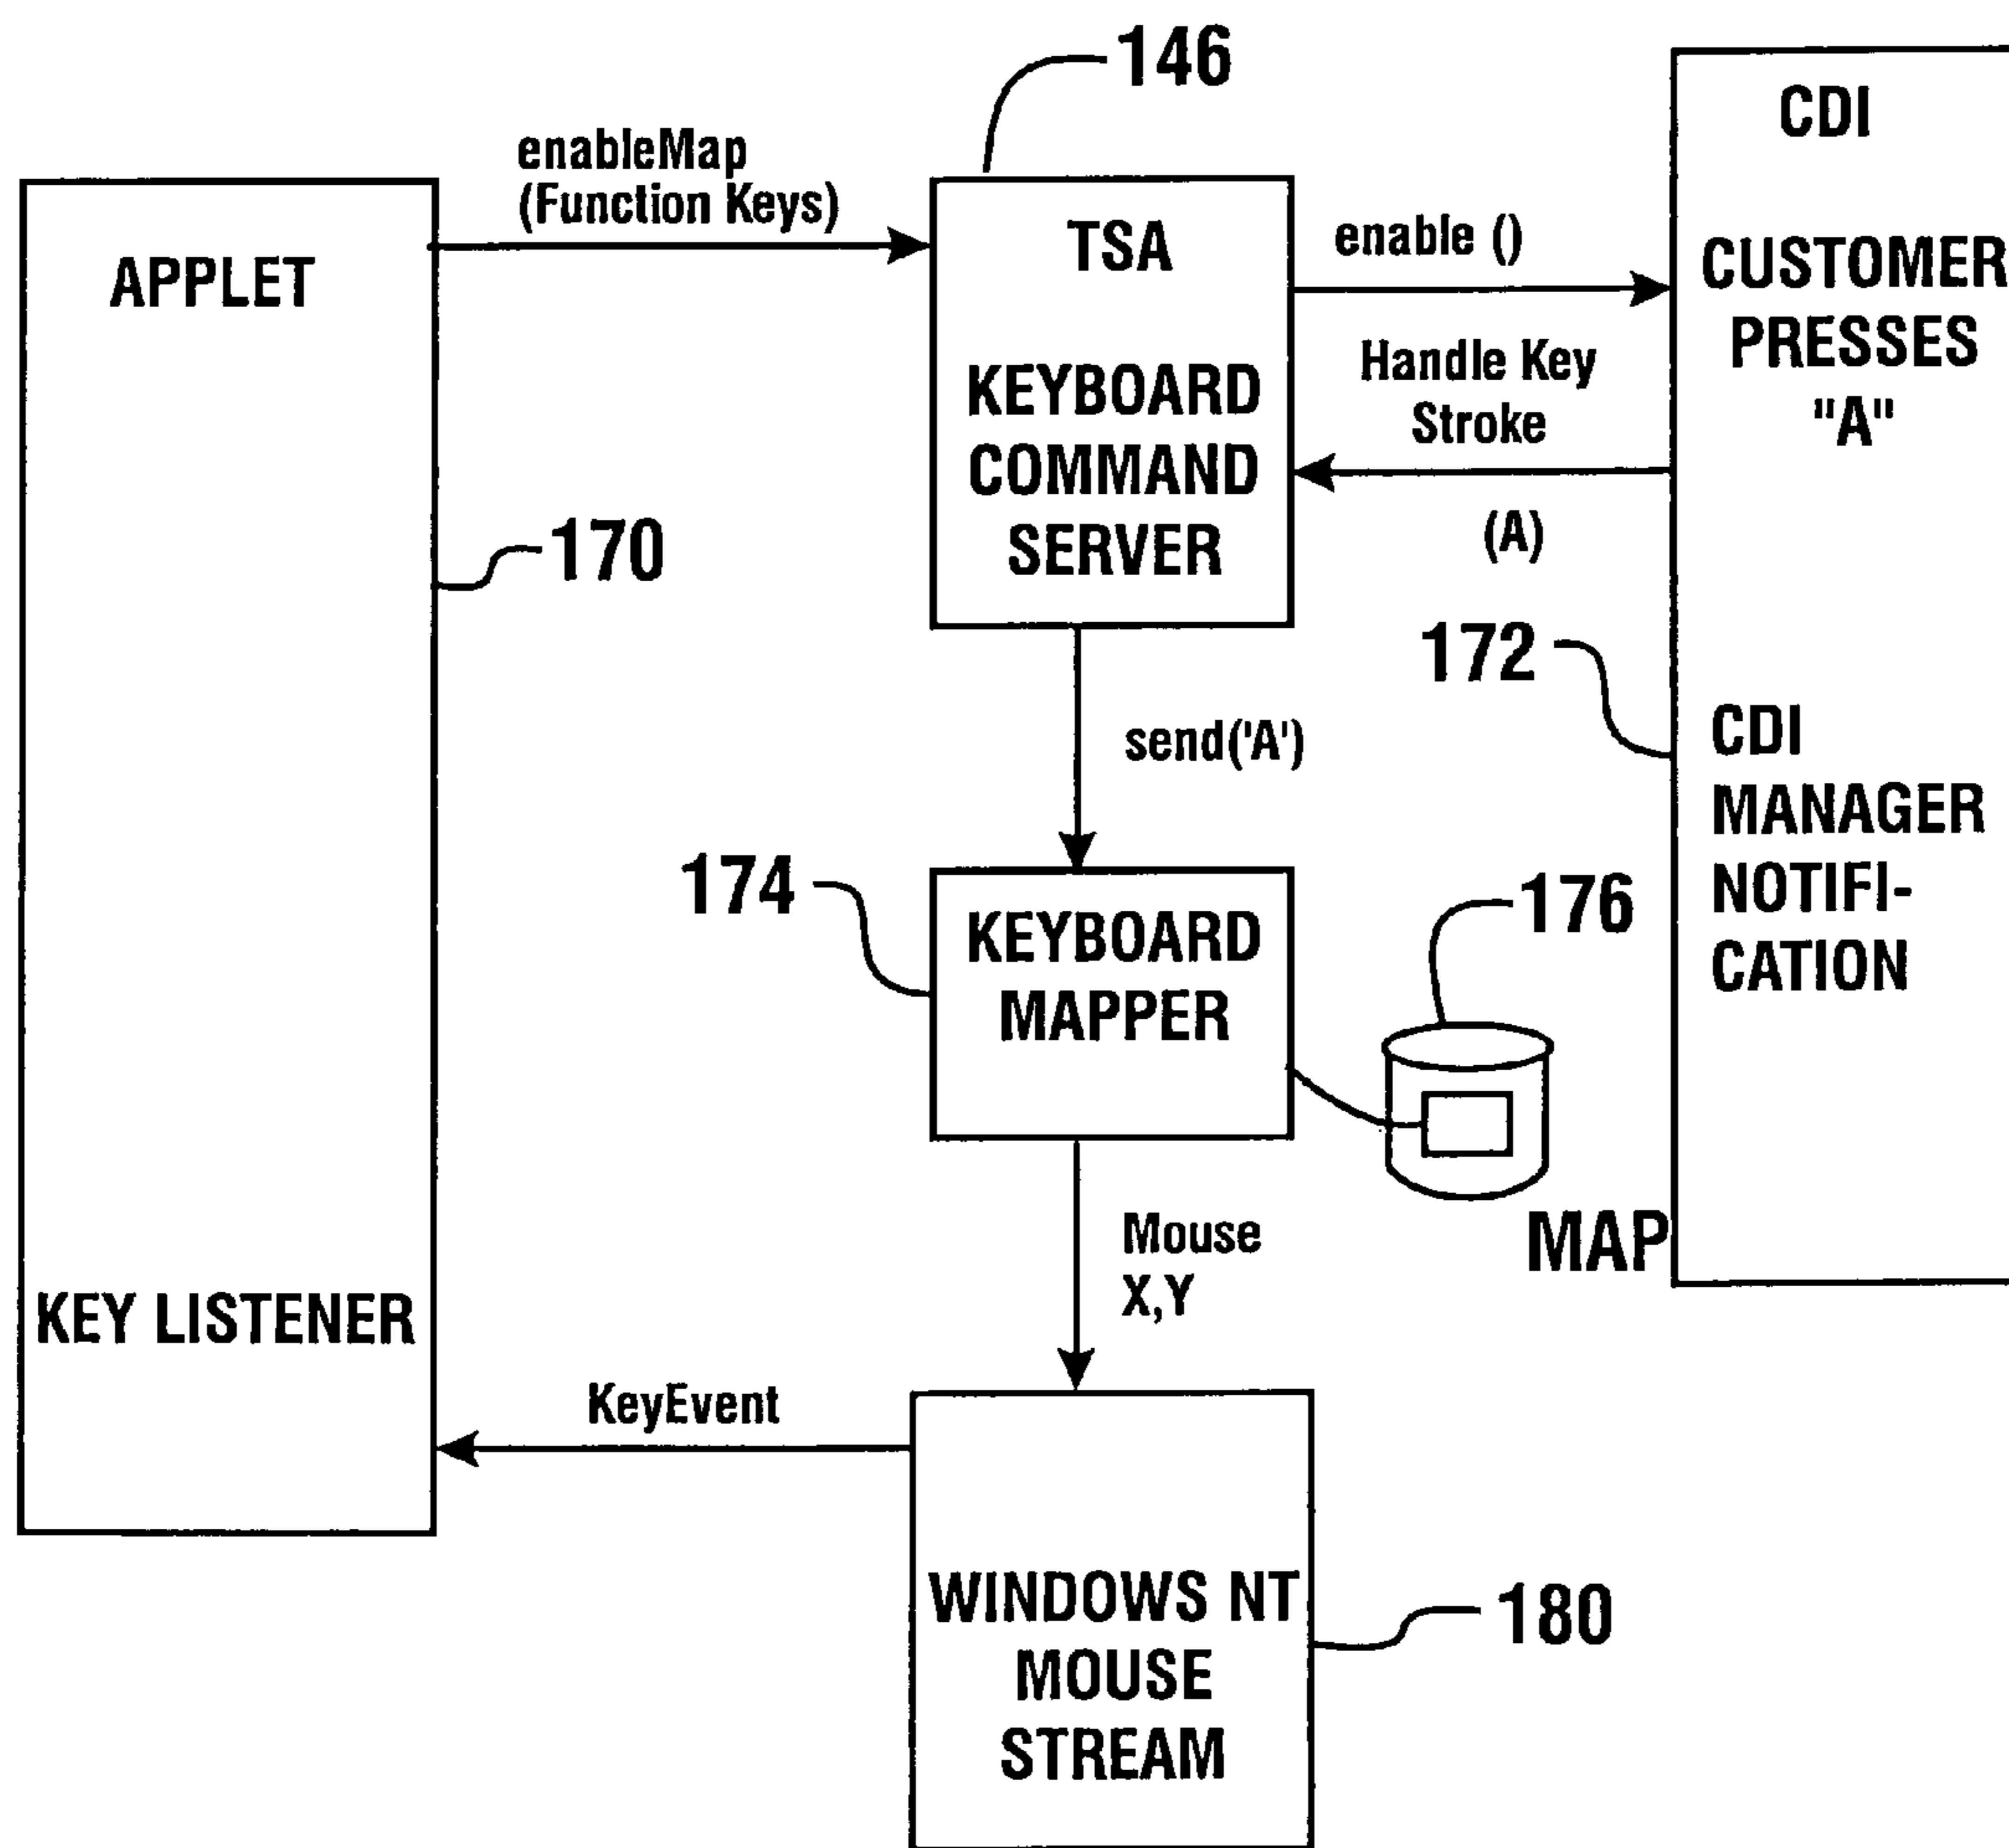 146
enableMap
(Function Keys)
APPLET
170
KEY LISTENER
TSA
KEYBOARD
COMMAND
SERVER
enable ()
Handle Key
Stroke
(A)
CDI
CUSTOMER
PRESSES
"A"
172
CDI
MANAGER
NOTIFI-
CATION
send('A')
174
KEYBOARD
MAPPER
176
MAP
Mouse
X,Y
KeyEvent
WINDOWS NT
MOUSE
STREAM
180